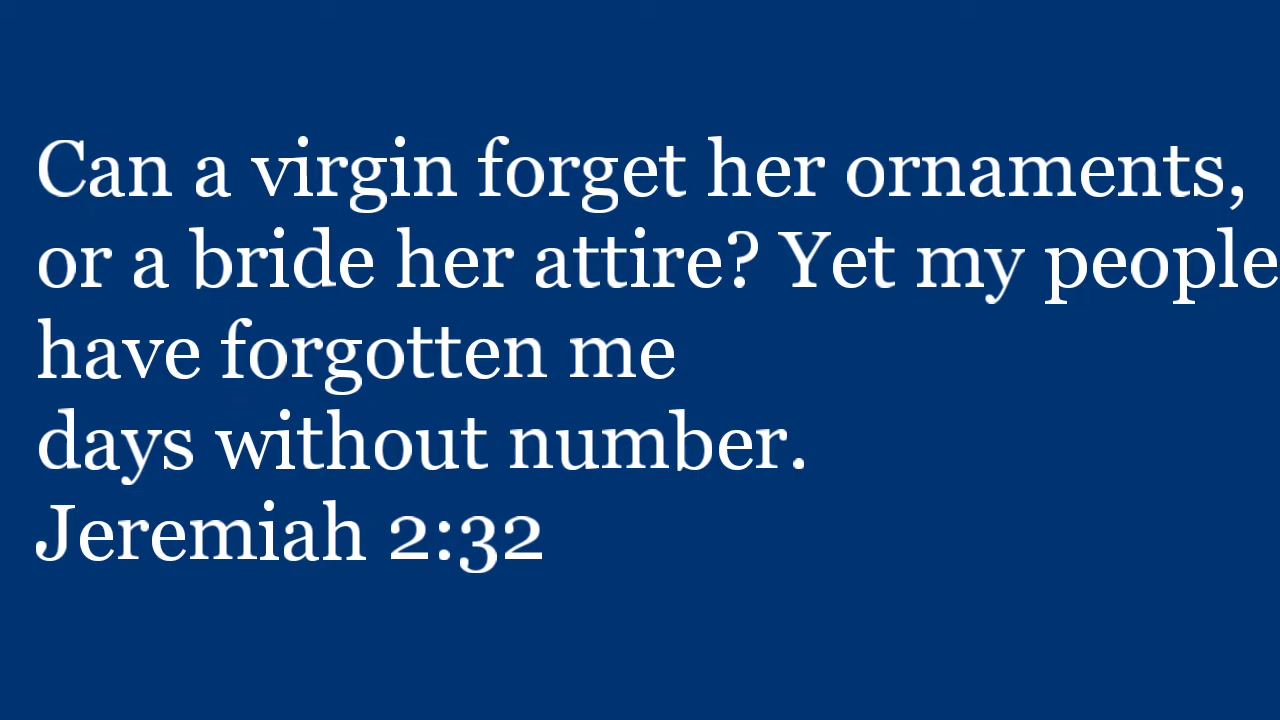 Can a virgin forget her ornaments,
or a bride her attire? Yet my people
have forgotten me
days without number.
Jeremiah 2:32